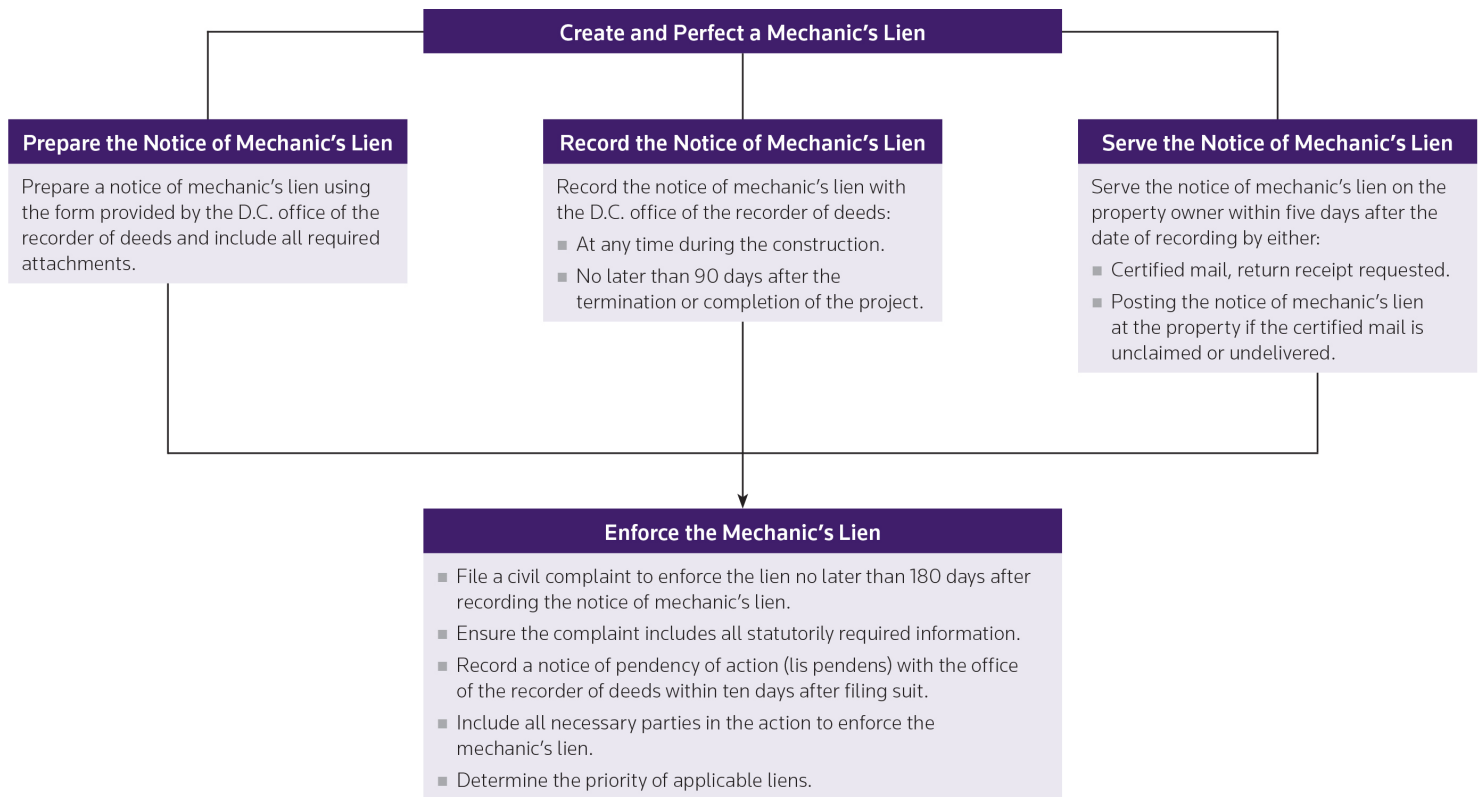 Create and Perfect a Mechanic’s Lien
Prepare the Notice of Mechanic’s Lien
Prepare a notice of mechanic’s lien using
the form provided by the D.C. office of the
recorder of deeds and include all required
attachments.
Record the Notice of Mechanic’s Lien
Record the notice of mechanic’s lien with
the D.C. office of the recorder of deeds:
■ At any time during the construction.
■ No later than 90 days after the
termination or completion of the project.
Serve the Notice of Mechanic’s Lien
Serve the notice of mechanic’s lien on the
property owner within five days after the
date of recording by either:
■ Certified mail, return receipt requested.
■ Posting the notice of mechanic’s lien
at the property if the certified mail is
unclaimed or undelivered.
Enforce the Mechanic’s Lien
■ File a civil complaint to enforce the lien no later than 180 days after
recording the notice of mechanic’s lien.
■ Ensure the complaint includes all statutorily required information.
■ Record a notice of pendency of action (lis pendens) with the office
of the recorder of deeds within ten days after filing suit.
■ Include all necessary parties in the action to enforce the
mechanic’s lien.
■ Determine the priority of applicable liens.